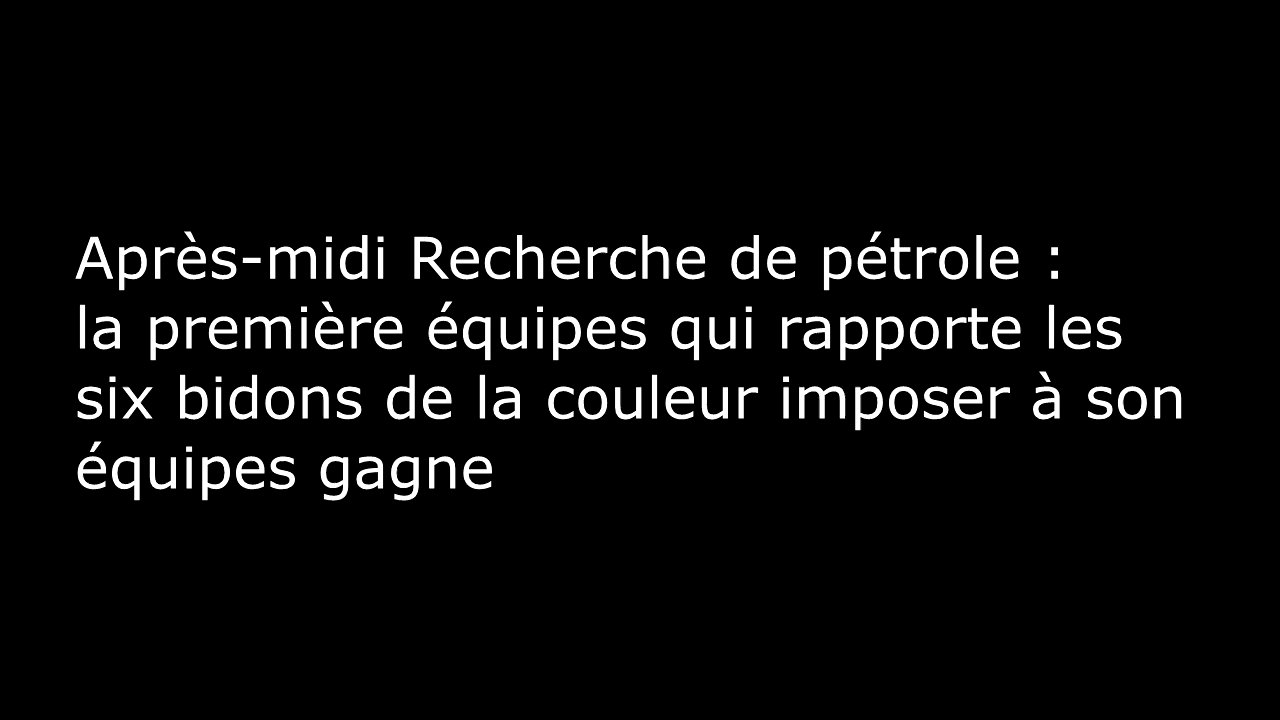 Après-midi Recherche de pétrole :
la première équipes qui rapporte les
six bidons de la couleur imposer à son
équipes gagne